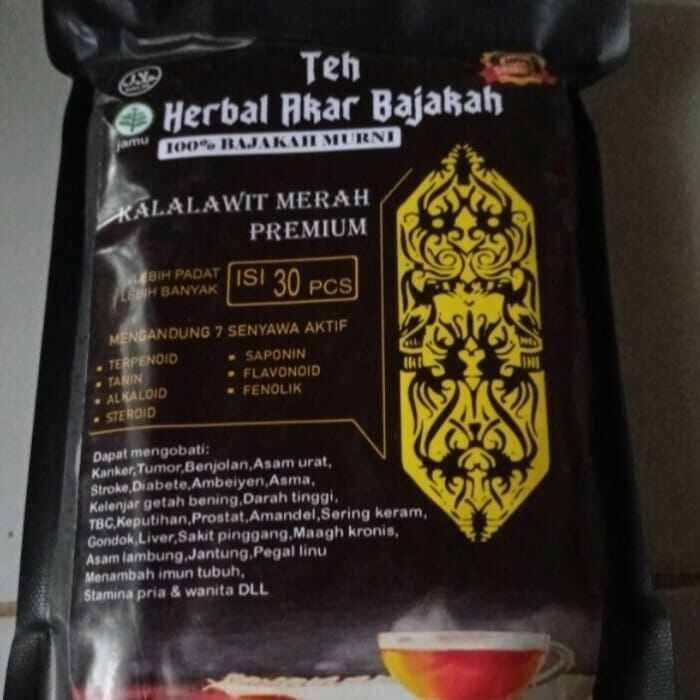 Teh
Herbal Akar Bajakah
jamu
100% BAJAKAH MURNI
KALALAWIT MERAH
PREMIUM
LEBIH PADAT
LEBIH BANYAK
ISI 30 PCS
MENGANDUNG 7 SENYAWA AKTIF
• TERPENOID
• TANIN
• ALKALOID
• STEROID
• SAPONIN
• FLAVONOID
• FENOLIK
Dapat mengobati:
Kanker,Tumor,Benjolan,Asam urat,
Stroke,Diabete,Ambeiyen,Asma,
Kelenjar getah bening,Darah tinggi,
TBC,Keputihan,Prostat,Amandel,Sering keram,
Gondok,Liver,Sakit pinggang,Maagh kronis,
Asam lambung,Jantung,Pegal linu
Menambah imun tubuh,
Stamina pria & wanita DLL